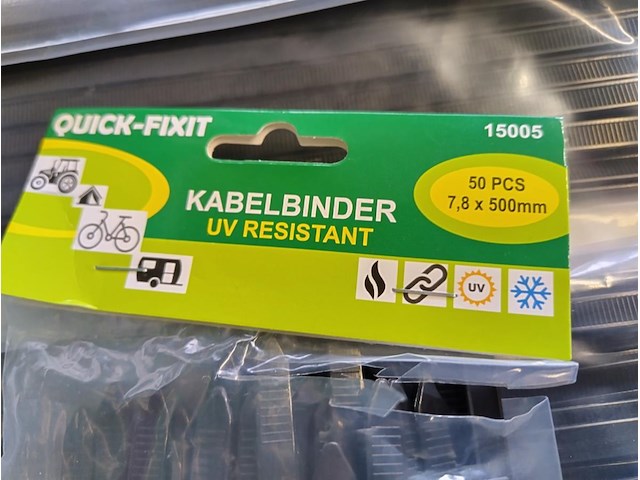 QUICK-FIXIT
15005
KABELBINDER
UV RESISTANT
50 PCS
7,8 x 500mm
UV